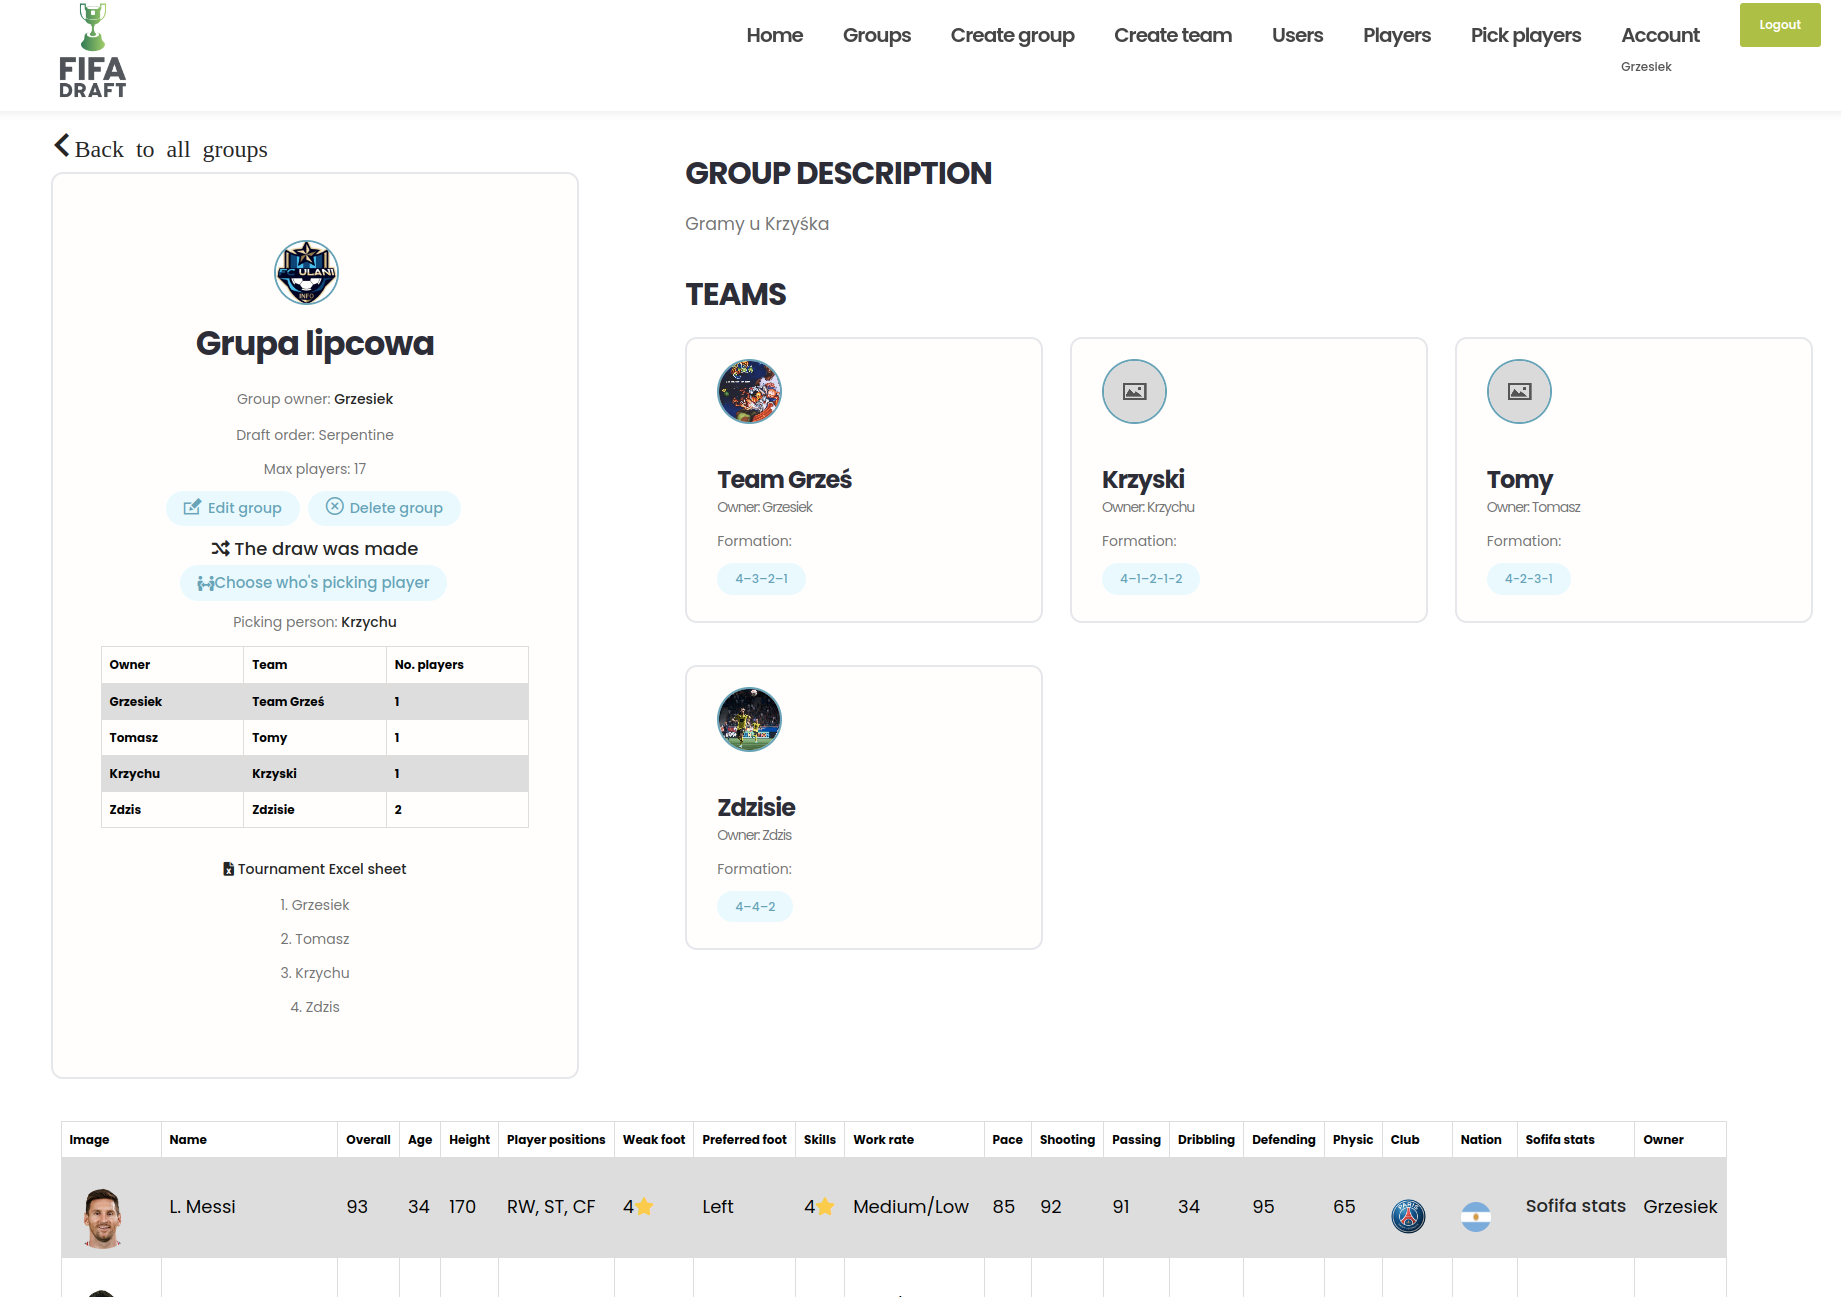 FIFA
DRAFT
Home Groups Create group Create team Users Players Pick players Account Logout
Grzesiek
Back to all groups
FC ULANI
INFO
Grupa lipcowa
Group owner: Grzesiek
Draft order: Serpentine
Max players: 17
Edit group Delete group
The draw was made
Choose who's picking player
Picking person: Krzychu
Owner Team No. players
Grzesiek Team Grześ 1
Tomasz Tomy 1
Krzychu Krzyski 1
Zdzis Zdzisie 2
Tournament Excel sheet
1. Grzesiek
2. Tomasz
3. Krzychu
4. Zdzis
GROUP DESCRIPTION
Gramy u Krzyśka
TEAMS
Team Grześ
Owner: Grzesiek
Formation:
4–3–2–1
Krzyski
Owner: Krzychu
Formation:
4–1–2-1-2
Tomy
Owner: Tomasz
Formation:
4-2-3-1
Zdzisie
Owner: Zdzis
Formation:
4–4–2
Image Name Overall Age Height Player positions Weak foot Preferred foot Skills Work rate Pace Shooting Passing Dribbling Defending Physic Club Nation Sofifa stats Owner
L. Messi 93 34 170 RW, ST, CF 4 Left 4 Medium/Low 85 92 91 34 95 65 PARIS Sofifa stats Grzesiek